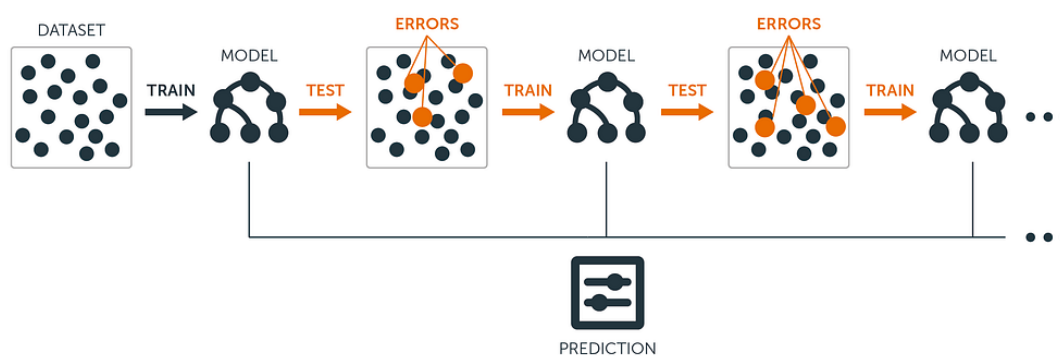 DATASET
MODEL
ERRORS
MODEL
ERRORS
MODEL
TRAIN
TEST
TRAIN
TEST
TRAIN
PREDICTION